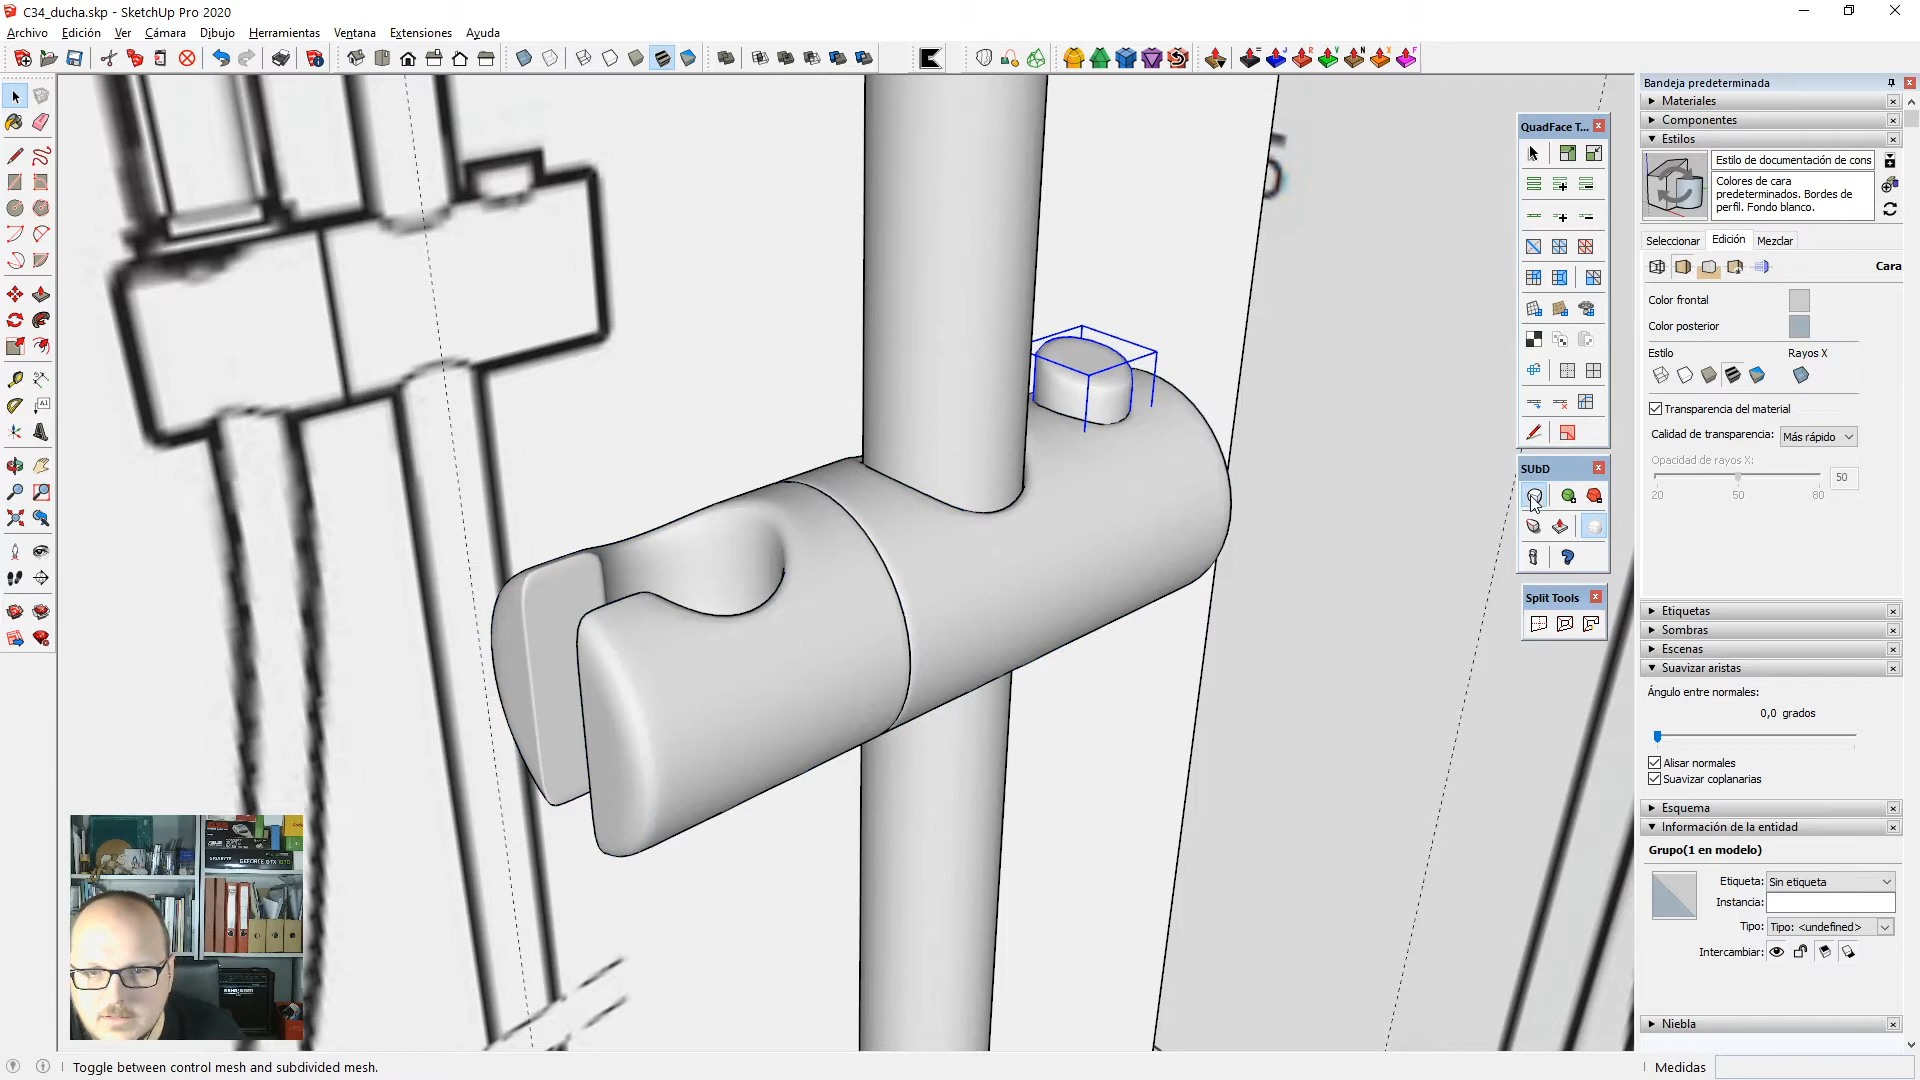 C34_ducha.skp - SketchUp Pro 2020
Archivo Edición Ver Cámara Dibujo Herramientas Ventana Extensiones Ayuda
Bandeja predeterminada
Materiales
Componentes
Estilos
Estilo de documentación de cons
Colores de cara
predeterminados. Bordes de
perfil. Fondo blanco.
Seleccionar Edición Mezclar
Cara
Color frontal
Color posterior
Estilo Rayos X
Transparencia del material
Calidad de transparencia: Más rápido
Opacidad de rayos X:
50
20 50 80
QuadFace T...
SUbD
Split Tools
Etiquetas
Sombras
Escenas
Suavizar aristas
Ángulo entre normales:
0,0 grados
Alisar normales
Suavizar coplanarias
Esquema
Información de la entidad
Grupo(1 en modelo)
Etiqueta: Sin etiqueta
Instancia:
Tipo: Tipo: <undefined>
Intercambiar:
Niebla
GEFORCE GTX 1070
Toggle between control mesh and subdivided mesh.
Medidas